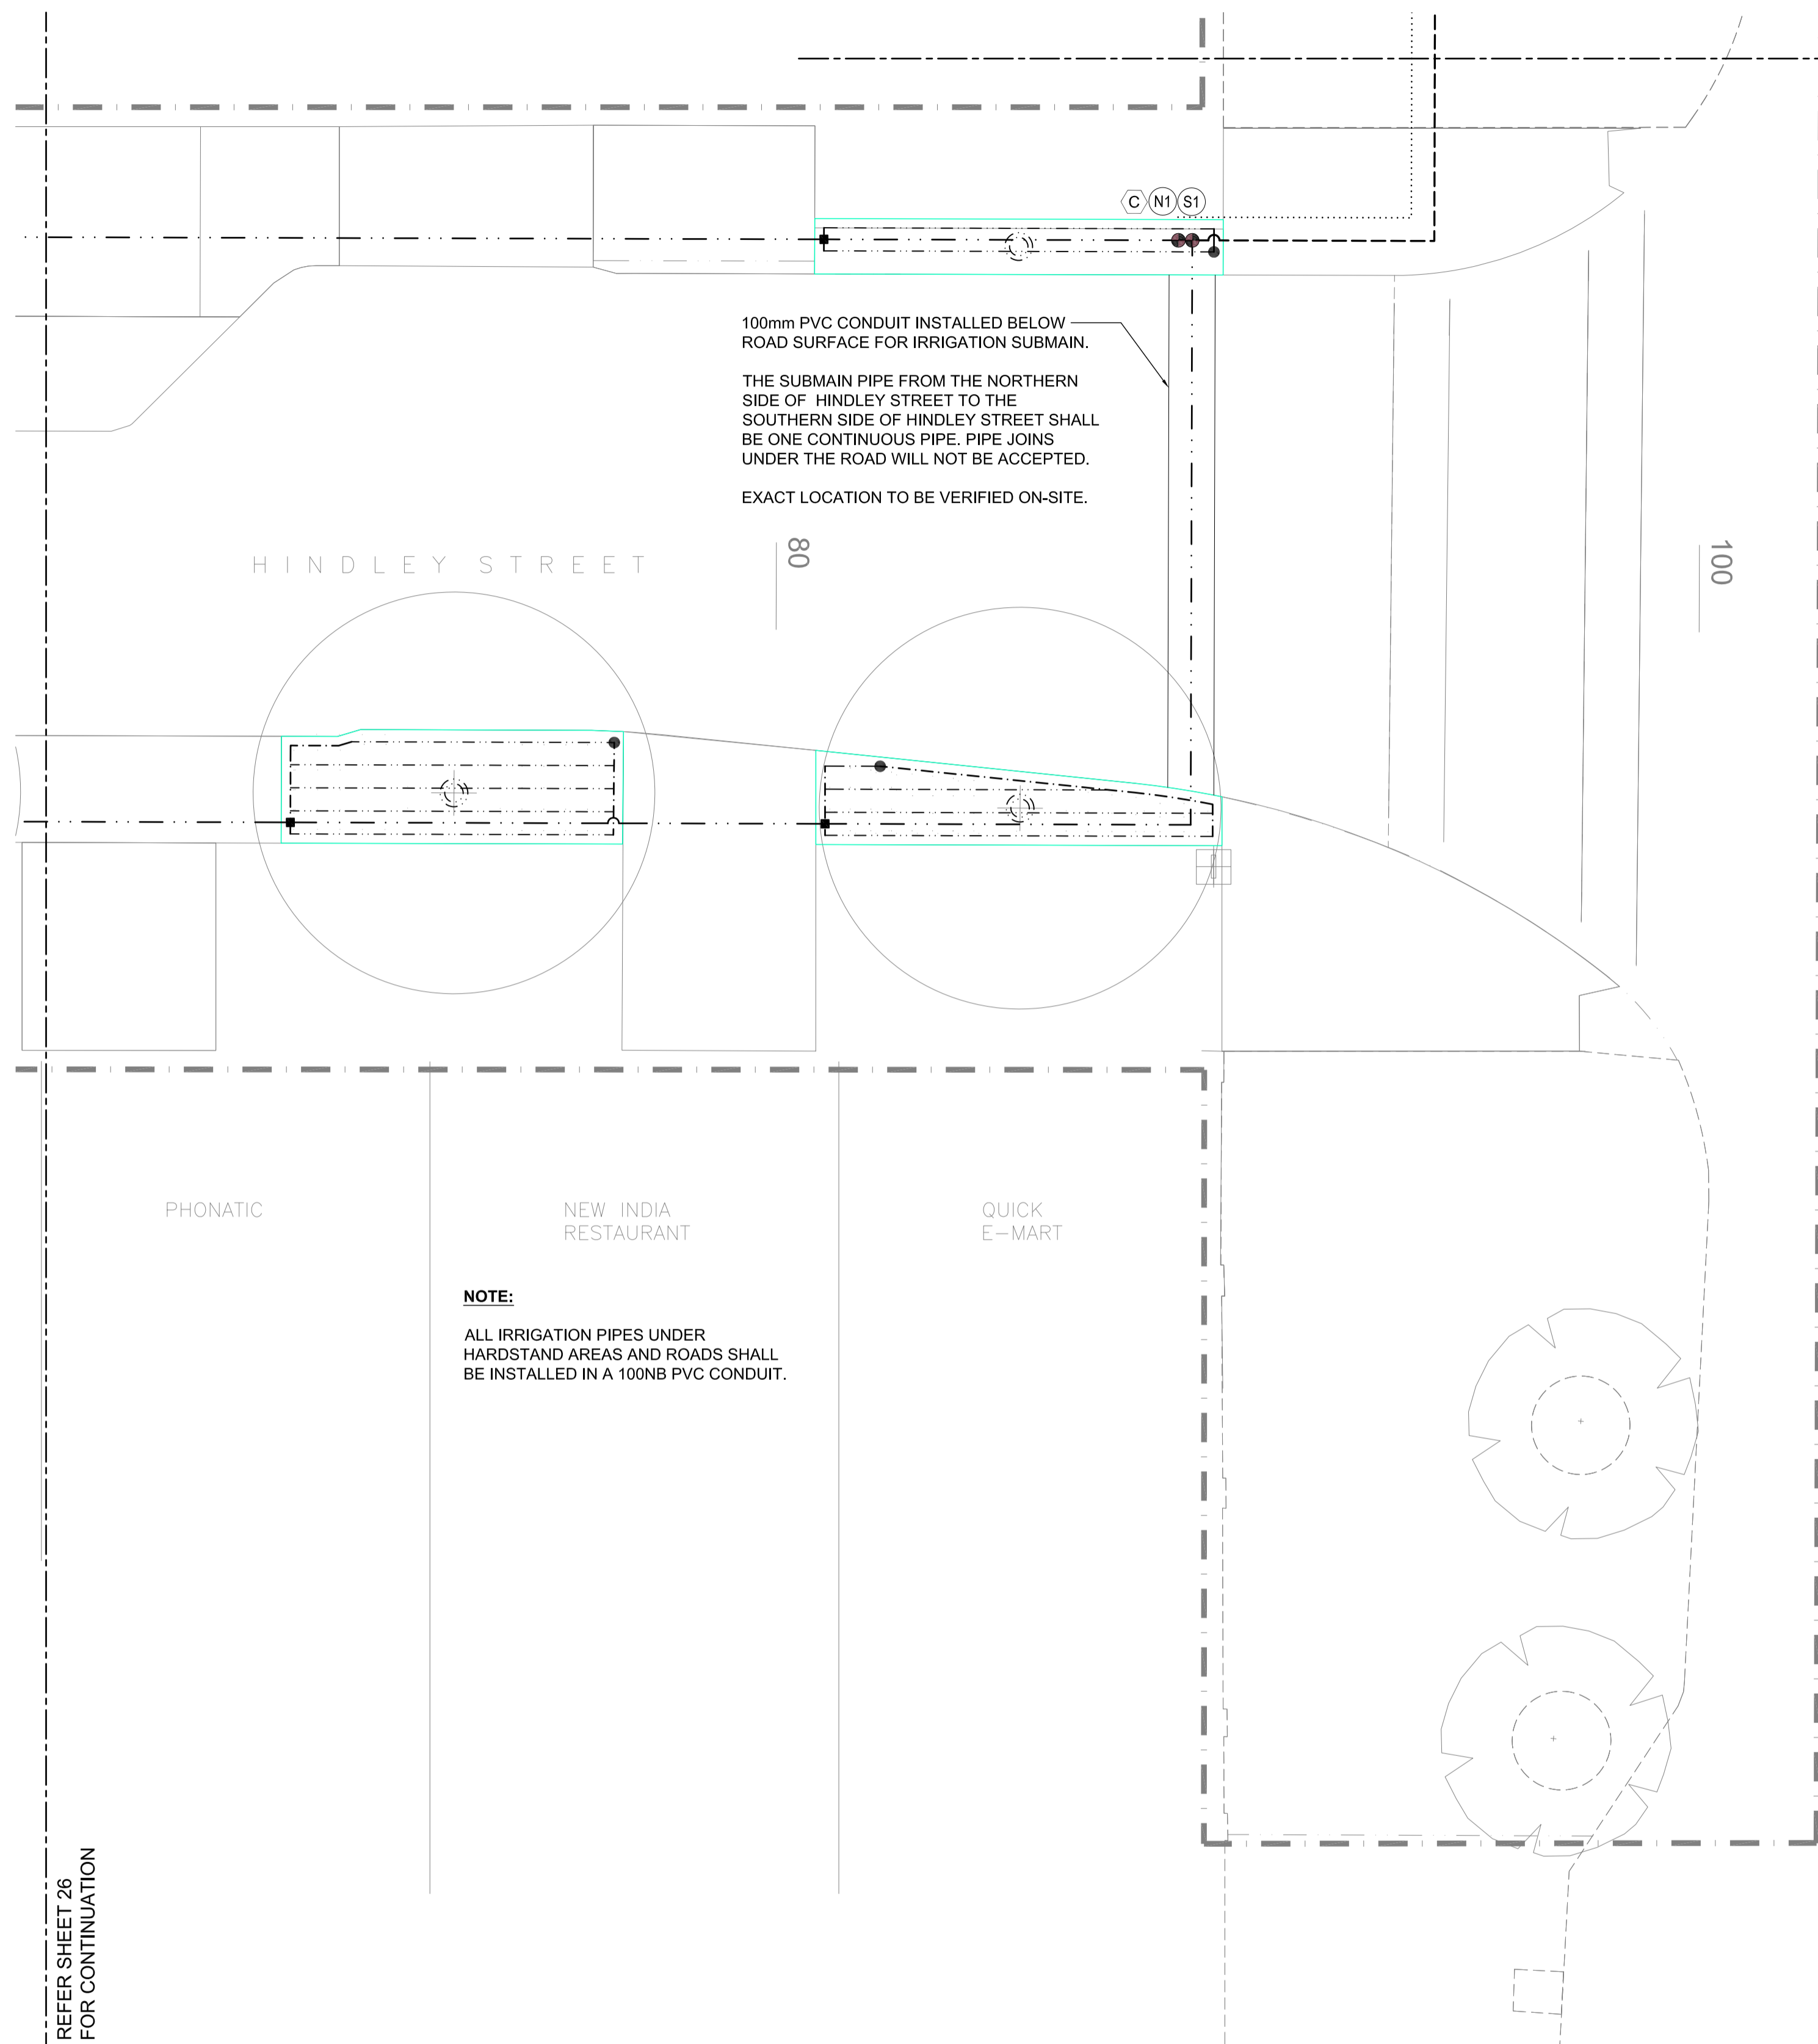 C N1 S1
100mm PVC CONDUIT INSTALLED BELOW
ROAD SURFACE FOR IRRIGATION SUBMAIN.
THE SUBMAIN PIPE FROM THE NORTHERN
SIDE OF HINDLEY STREET TO THE
SOUTHERN SIDE OF HINDLEY STREET SHALL
BE ONE CONTINUOUS PIPE. PIPE JOINS
UNDER THE ROAD WILL NOT BE ACCEPTED.
EXACT LOCATION TO BE VERIFIED ON-SITE.
HINDLEY STREET
80
100
PHONATIC
NEW INDIA
RESTAURANT
QUICK
E-MART
NOTE:
ALL IRRIGATION PIPES UNDER
HARDSTAND AREAS AND ROADS SHALL
BE INSTALLED IN A 100NB PVC CONDUIT.
REFER SHEET 26
FOR CONTINUATION